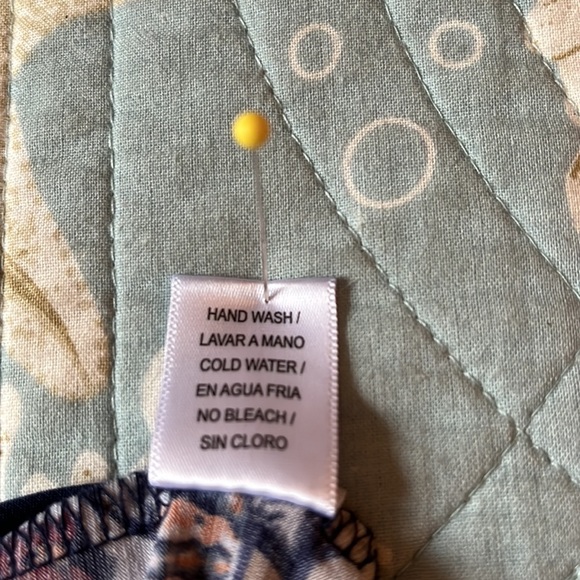 HAND WASH /
LAVAR A MANO
COLD WATER /
EN AGUA FRIA
NO BLEACH /
SIN CLORO